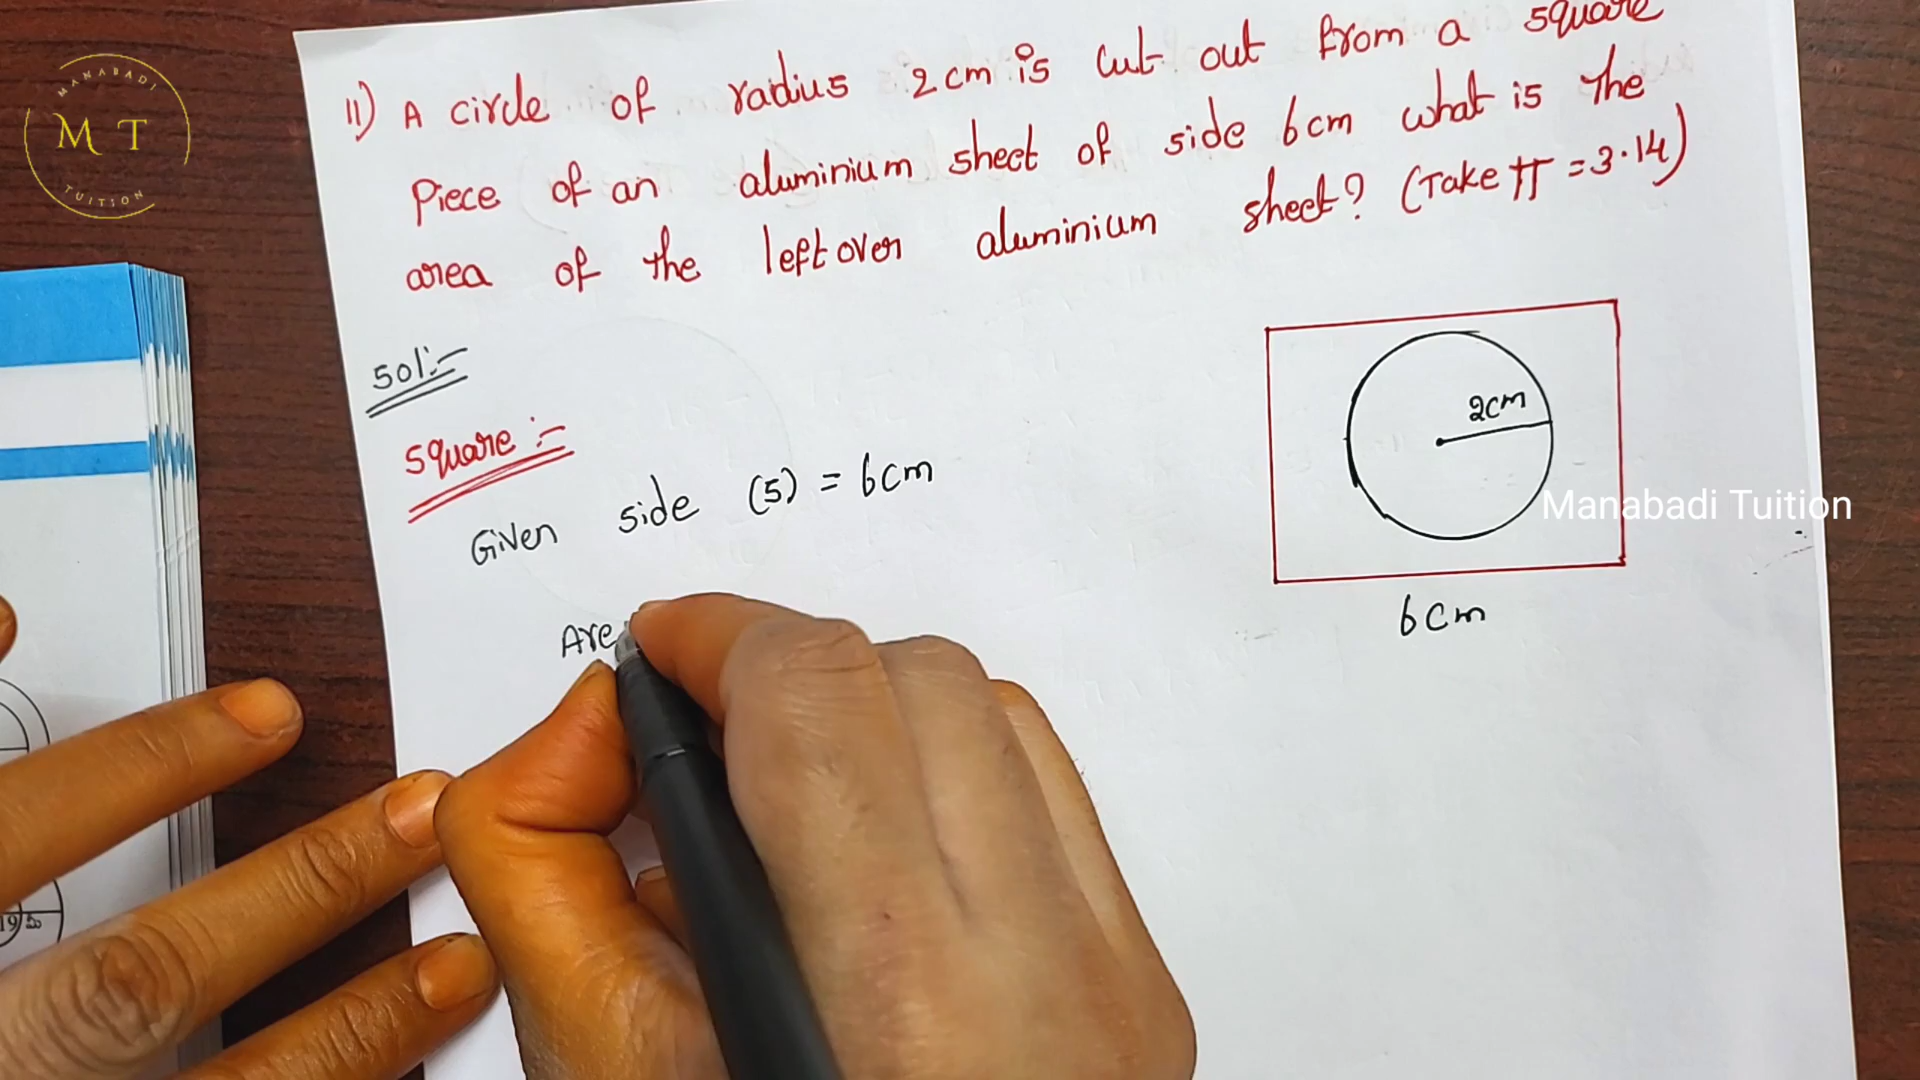 MANABADI
M T
TUITION
11) A circle of radius 2cm is cut out from a square
piece of an aluminium sheet of side 6cm what is the
area of the leftover aluminium sheet? (Take π = 3.14)
Sol:-
Square:-
Given side (S) = 6cm
Are
2cm
Manabadi Tuition
6cm
19 మీ